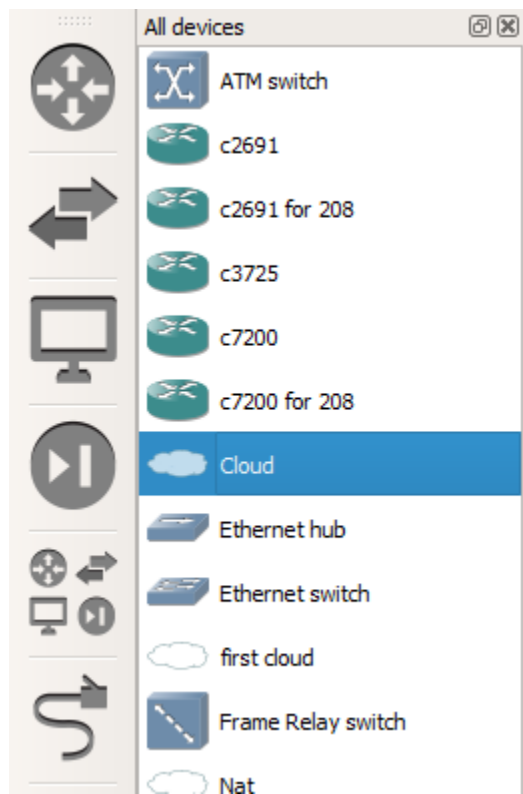 All devices
ATM switch
c2691
c2691 for 208
c3725
c7200
c7200 for 208
Cloud
Ethernet hub
Ethernet switch
first cloud
Frame Relay switch
Nat